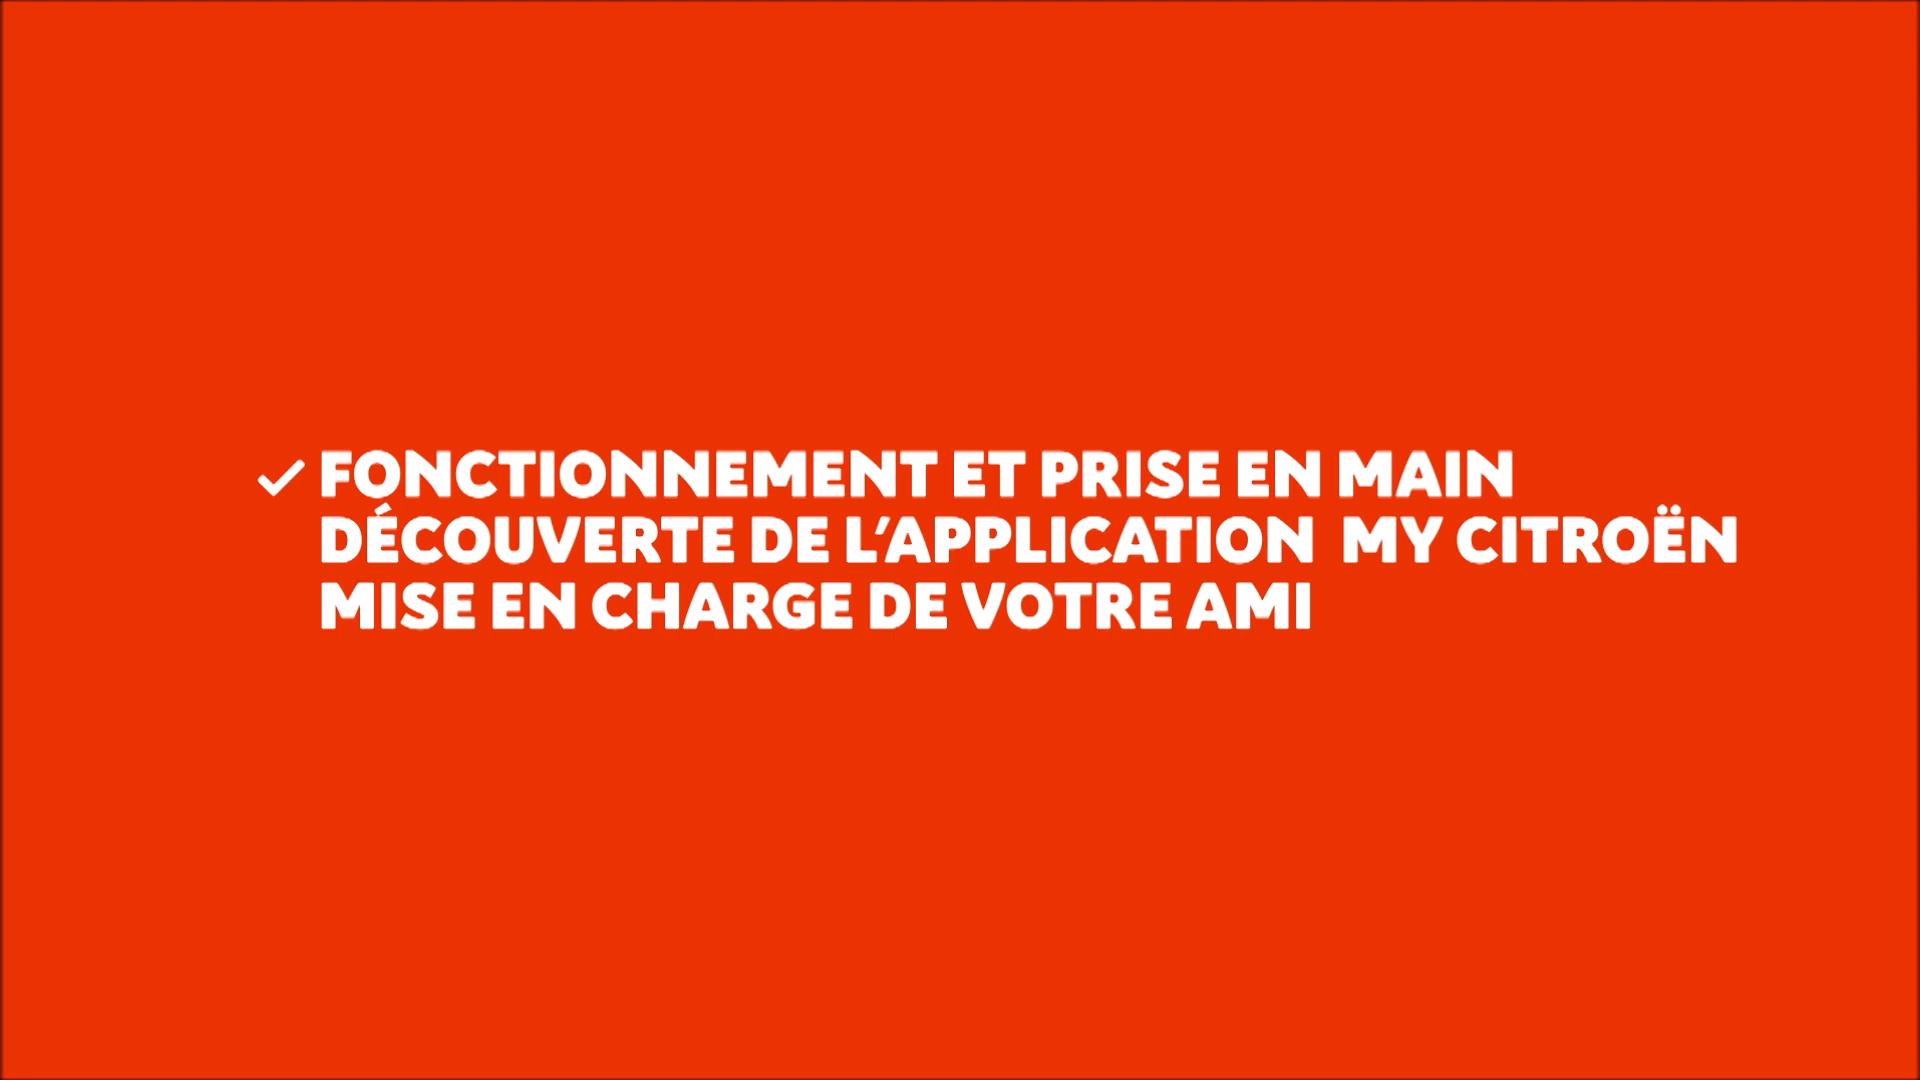 ✓ FONCTIONNEMENT ET PRISE EN MAIN
DÉCOUVERTE DE L'APPLICATION  MY CITROËN
MISE EN CHARGE DE VOTRE AMI